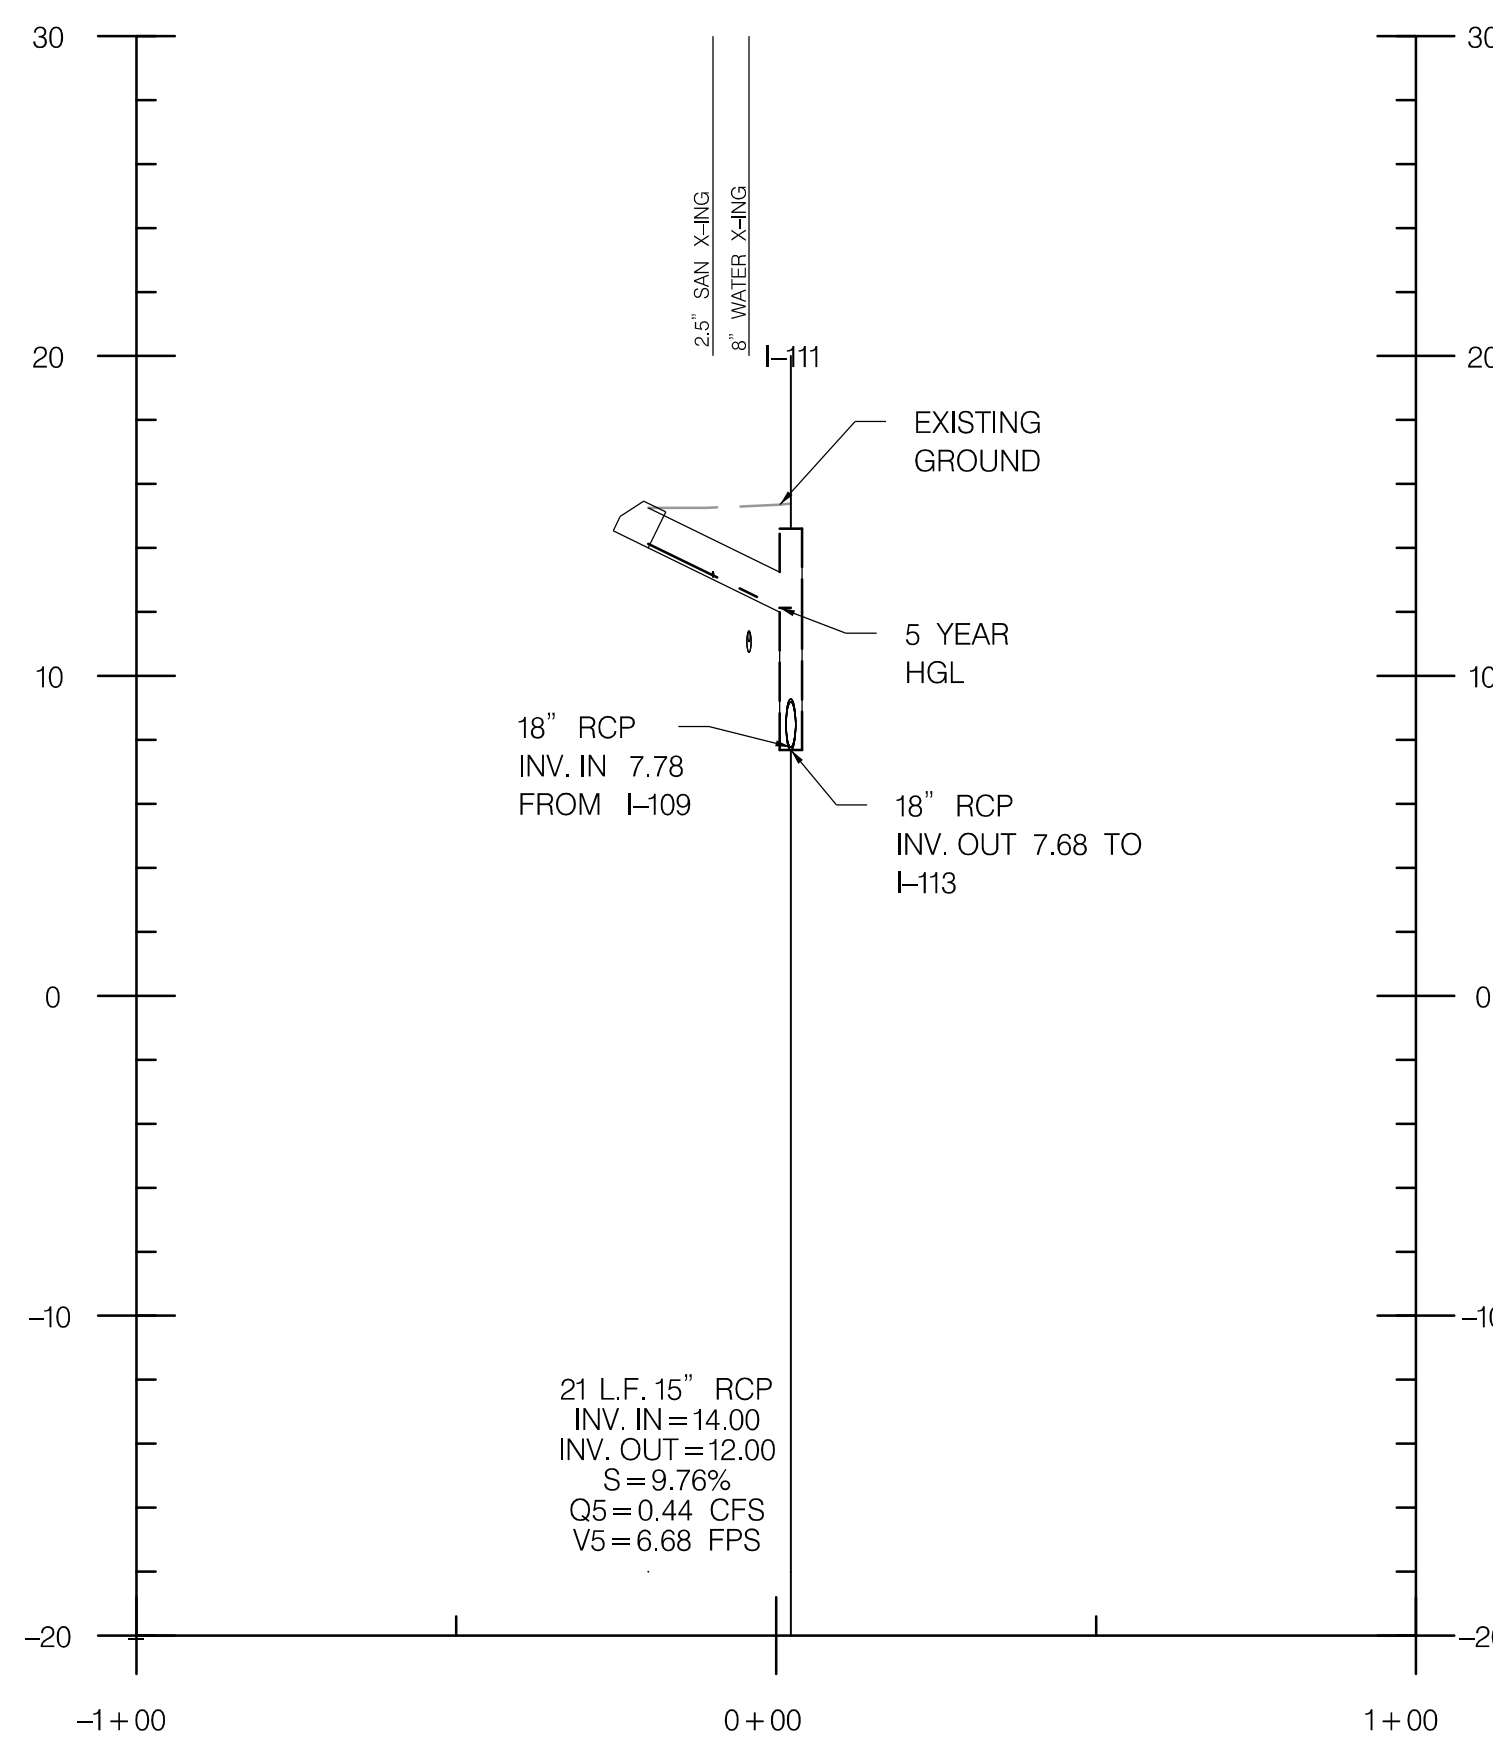 30
30
2.5" SAN X-ING
8" WATER X-ING
20
I-111
20
EXISTING
GROUND
5 YEAR
HGL
10
10
18" RCP
INV. IN 7.78
FROM I-109
18" RCP
INV. OUT 7.68 TO
I-113
0
0
-10
-10
21 L.F. 15" RCP
INV. IN=14.00
INV. OUT=12.00
S=9.76%
Q5=0.44 CFS
V5=6.68 FPS
-20
-20
-1+00
0+00
1+00